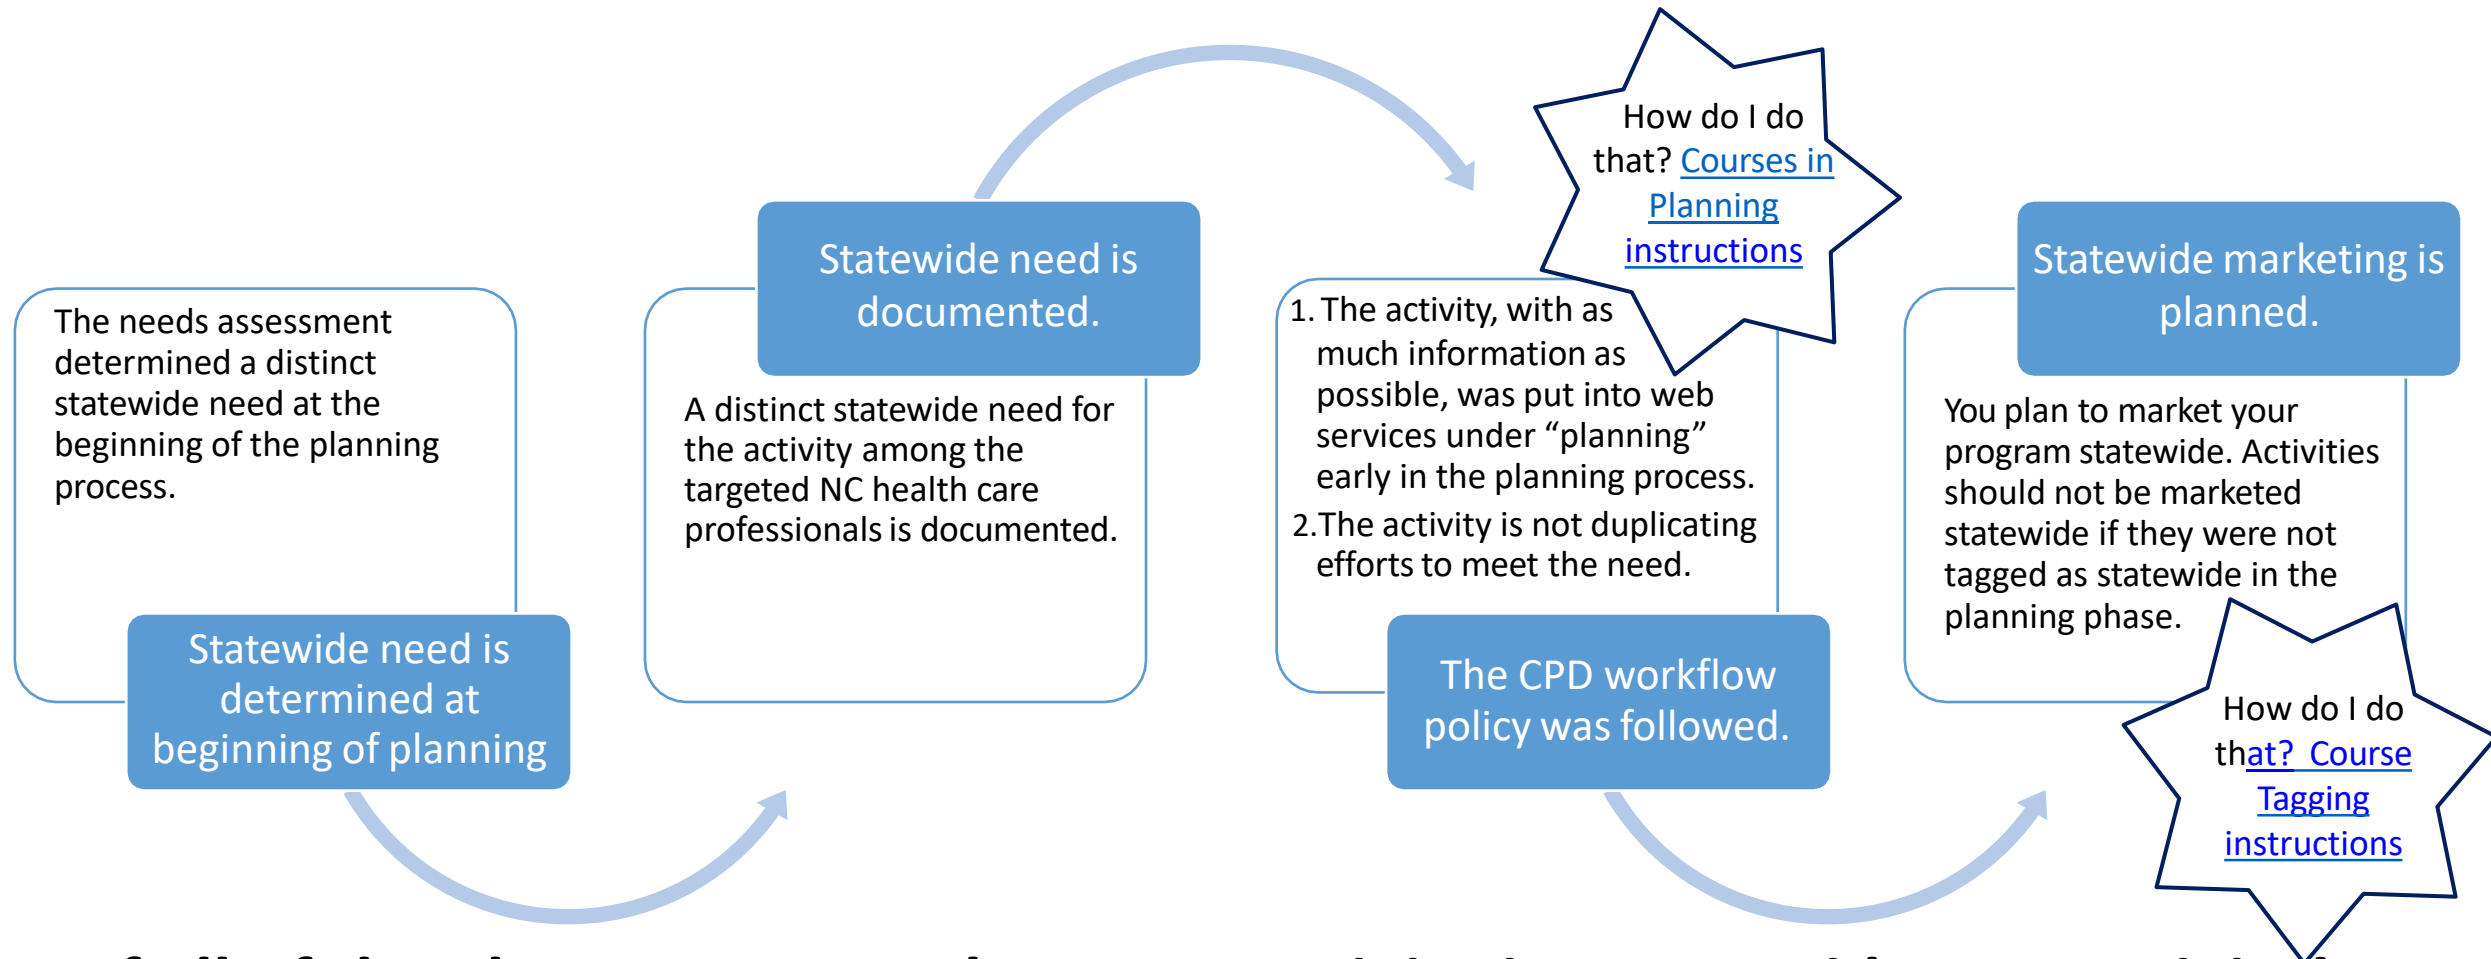 The needs assessment
determined a distinct
statewide need at the
beginning of the planning
process.
Statewide need is
determined at
beginning of planning
Statewide need is
documented.
A distinct statewide need for
the activity among the
targeted NC health care
professionals is documented.
How do I do
that? Courses in
Planning
instructions
1. The activity, with as
much information as
possible, was put into web
services under “planning”
early in the planning process.
2.The activity is not duplicating
efforts to meet the need.
The CPD workflow
policy was followed.
Statewide marketing is
planned.
You plan to market your
program statewide. Activities
should not be marketed
statewide if they were not
tagged as statewide in the
planning phase.
How do I do
that? Course
Tagging
instructions